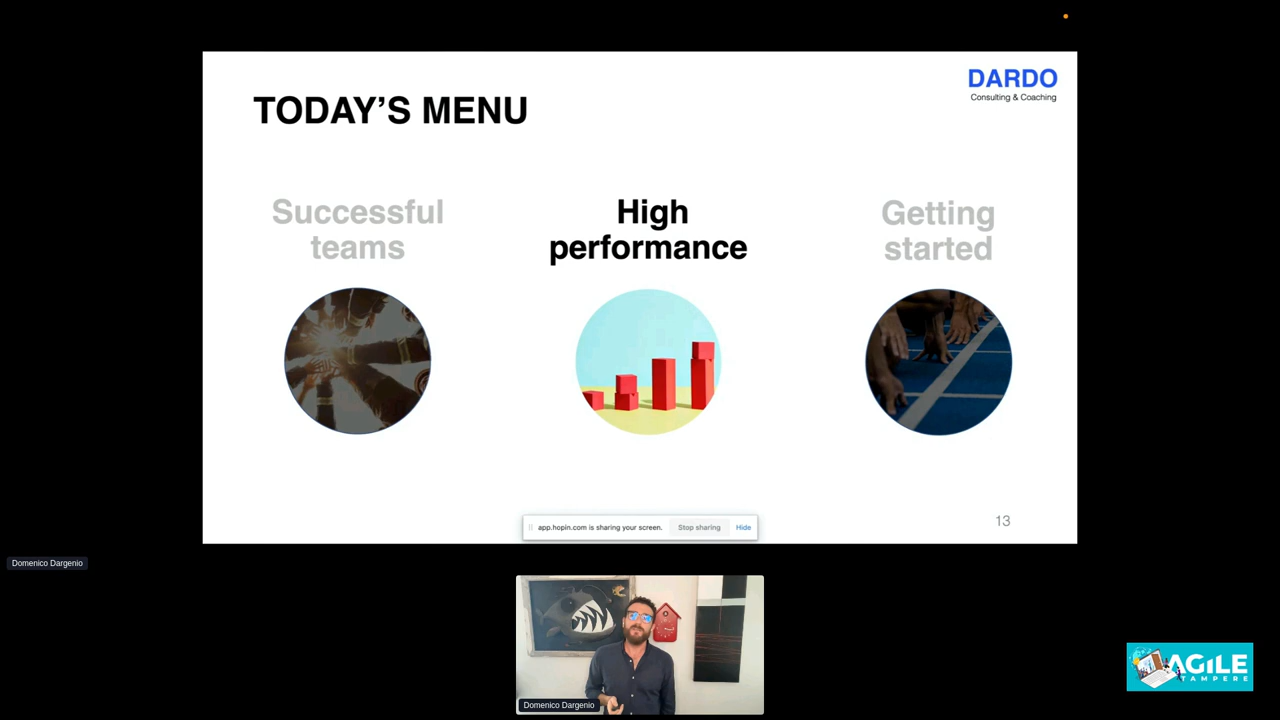 DARDO
Consulting & Coaching
TODAY'S MENU
Successful
teams
High
performance
Getting
started
app.hopin.com is sharing your screen. Stop sharing Hide
13
Domenico Dargenio
Domenico Dargenio
AGILE
TAMPERE